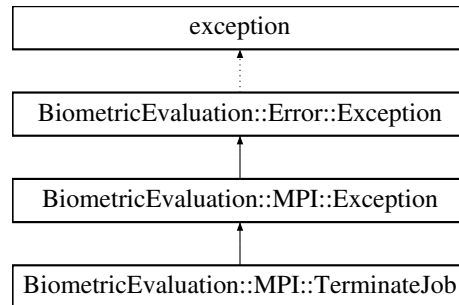 exception
BiometricEvaluation::Error::Exception
BiometricEvaluation::MPI::Exception
BiometricEvaluation::MPI::TerminateJob